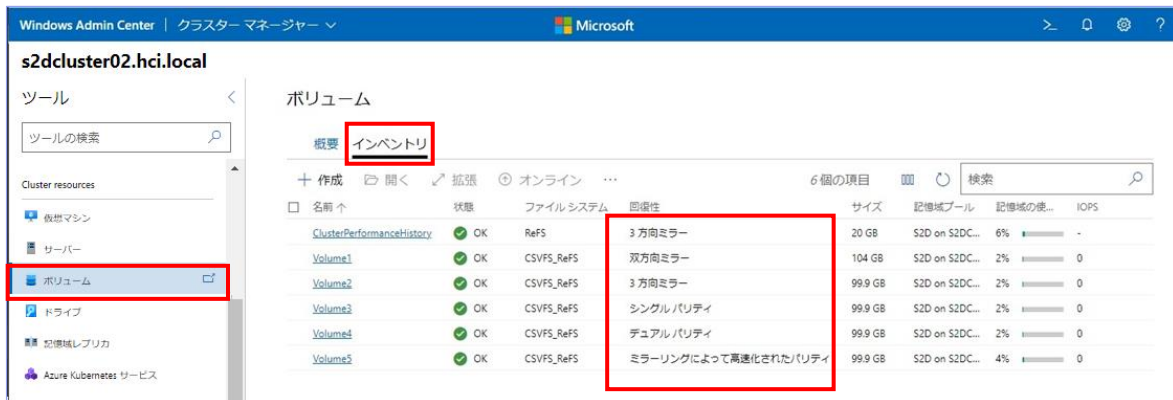 Windows Admin Center | クラスター マネージャー Microsoft >_ ?
s2dcluster02.hci.local
ツール
ツールの検索
Cluster resources
仮想マシン
サーバー
ボリューム
ドライブ
記憶域レプリカ
Azure Kubernetes サービス
ボリューム
概要 インベントリ
+ 作成 開く 拡張 オンライン … 6個の項目 検索
名前 ↑ 状態 ファイル システム 回復性 サイズ 記憶域プール 記憶域の使... IOPS
ClusterPerformanceHistory OK ReFS 3 方向ミラー 20 GB S2D on S2DC... 6% -
Volume1 OK CSVFS_ReFS 双方向ミラー 104 GB S2D on S2DC... 2% 0
Volume2 OK CSVFS_ReFS 3 方向ミラー 99.9 GB S2D on S2DC... 2% 0
Volume3 OK CSVFS_ReFS シングル パリティ 99.9 GB S2D on S2DC... 2% 0
Volume4 OK CSVFS_ReFS デュアル パリティ 99.9 GB S2D on S2DC... 2% 0
Volume5 OK CSVFS_ReFS ミラーリングによって高速化されたパリティ 99.9 GB S2D on S2DC... 4% 0